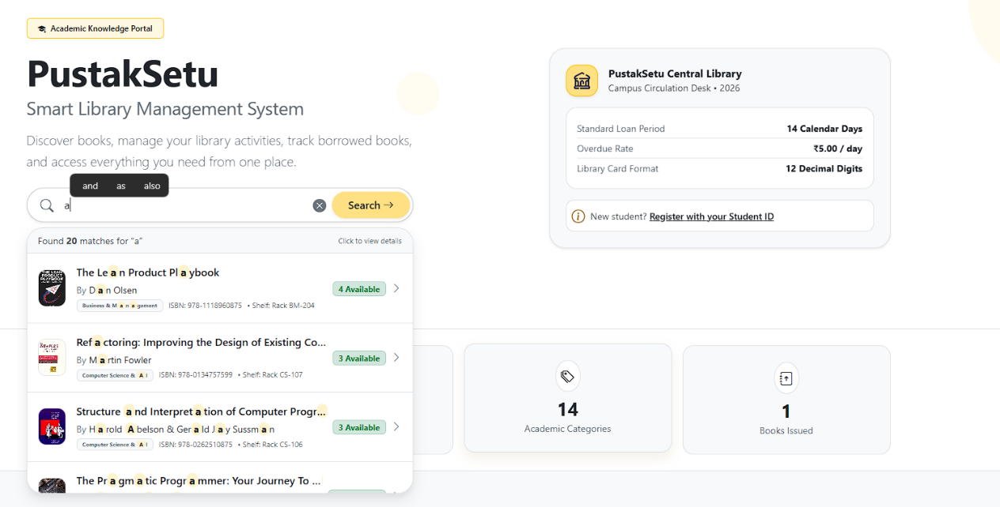 Academic Knowledge Portal
PustakSetu
Smart Library Management System
Discover books, manage your library activities, track borrowed books,
and access everything you need from one place.
and as also
a
Search →
Found 20 matches for "a"
Click to view details
The Lean Product Playbook
By Dan Olsen
Business & Management ISBN: 978-1118960875 • Shelf: Rack BM-204
4 Available
Refactoring: Improving the Design of Existing Co...
By Martin Fowler
Computer Science & AI ISBN: 978-0134757599 • Shelf: Rack CS-107
3 Available
Structure and Interpretation of Computer Progr...
By Harold Abelson & Gerald Jay Sussman
Computer Science & AI ISBN: 978-0262510875 • Shelf: Rack CS-106
3 Available
The Pragmatic Programmer: Your Journey To ...
PustakSetu Central Library
Campus Circulation Desk • 2026
Standard Loan Period 14 Calendar Days
Overdue Rate ₹5.00 / day
Library Card Format 12 Decimal Digits
New student? Register with your Student ID
14
Academic Categories
1
Books Issued